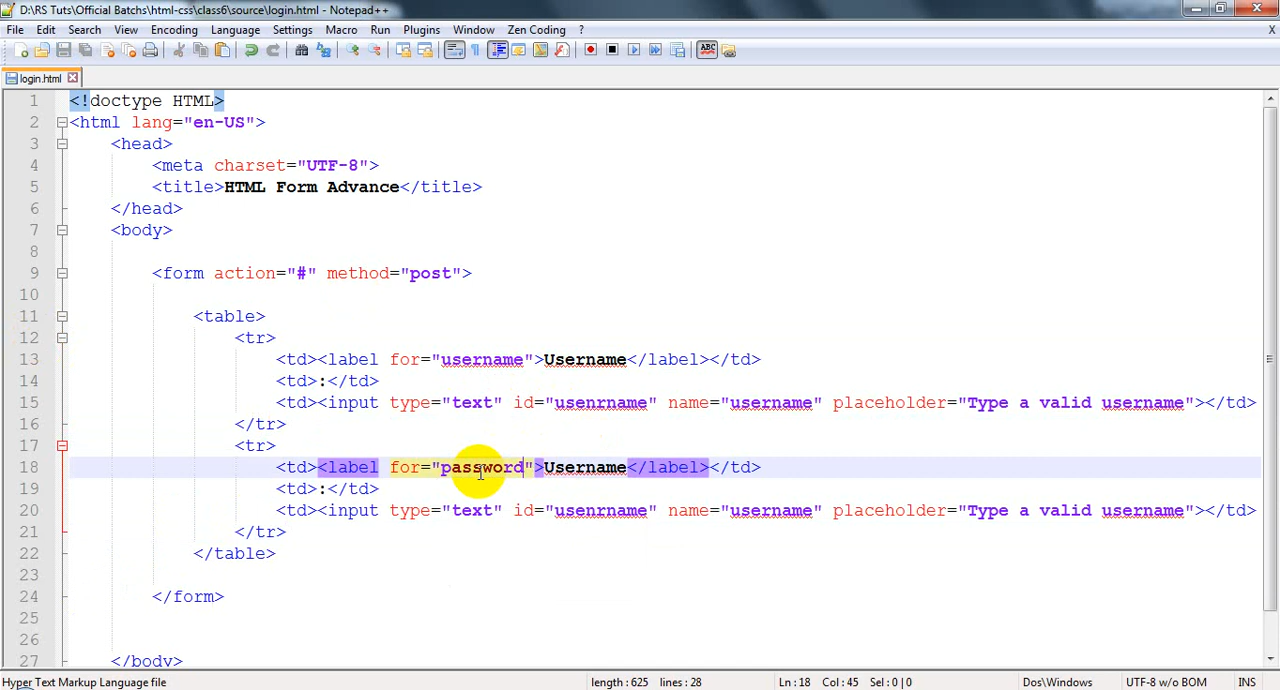 D:\RS Tuts\Official Batchs\html-css\class6\source\login.html - Notepad++
File Edit Search View Encoding Language Settings Macro Run Plugins Window Zen Coding ? X
ABC
login.html
1 <!doctype HTML>
2 <html lang="en-US">
3 <head>
4 <meta charset="UTF-8">
5 <title>HTML Form Advance</title>
6 </head>
7 <body>
8
9 <form action="#" method="post">
10
11 <table>
12 <tr>
13 <td><label for="username">Username</label></td>
14 <td>:</td>
15 <td><input type="text" id="usenrname" name="username" placeholder="Type a valid username"></td>
16 </tr>
17 <tr>
18 <td><label for="password">Username</label></td>
19 <td>:</td>
20 <td><input type="text" id="usenrname" name="username" placeholder="Type a valid username"></td>
21 </tr>
22 </table>
23
24 </form>
25
26
27 </body>
Hyper Text Markup Language file length : 625 lines : 28 Ln : 18 Col : 45 Sel : 0 | 0 Dos\Windows UTF-8 w/o BOM INS